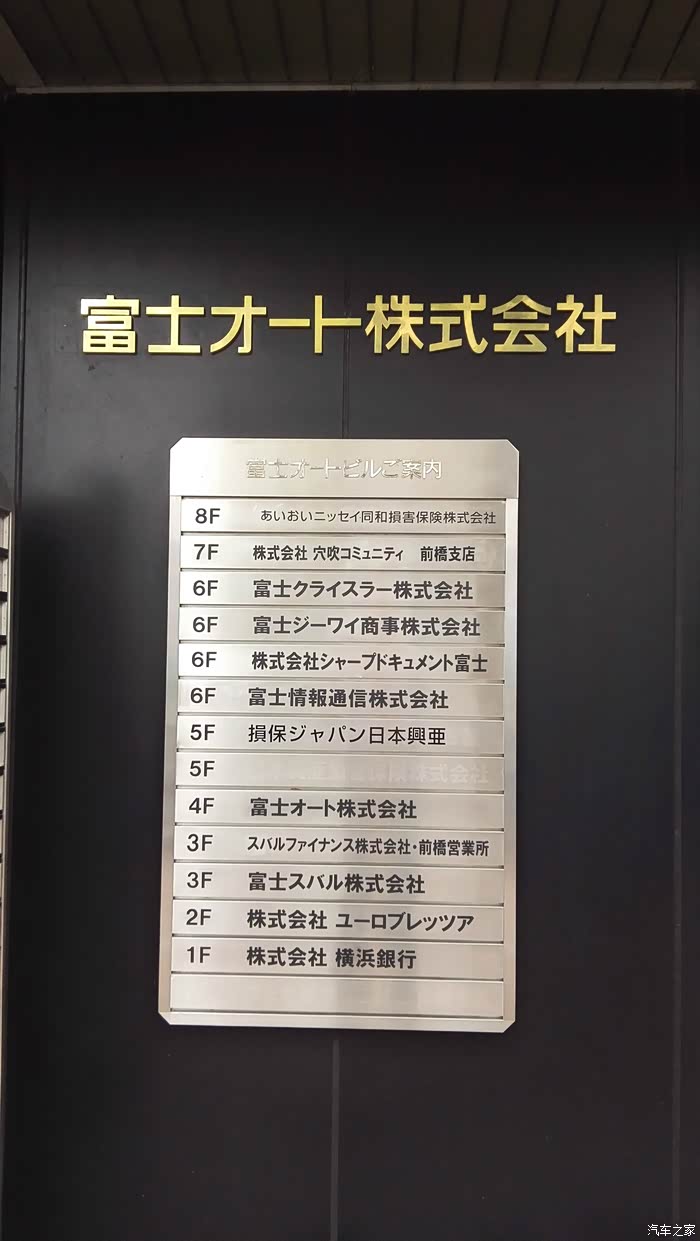 富士オート株式会社
富士オートビルご案内
8F あいおいニッセイ同和損害保険株式会社
7F 株式会社 穴吹コミュニティ 前橋支店
6F 富士クライスラー株式会社
6F 富士ジーワイ商事株式会社
6F 株式会社シャープドキュメント富士
6F 富士情報通信株式会社
5F 損保ジャパン日本興亜
5F
4F 富士オート株式会社
3F スバルファイナンス株式会社・前橋営業所
3F 富士スバル株式会社
2F 株式会社 ユーロブレッツア
1F 株式会社 横浜銀行
汽车之家